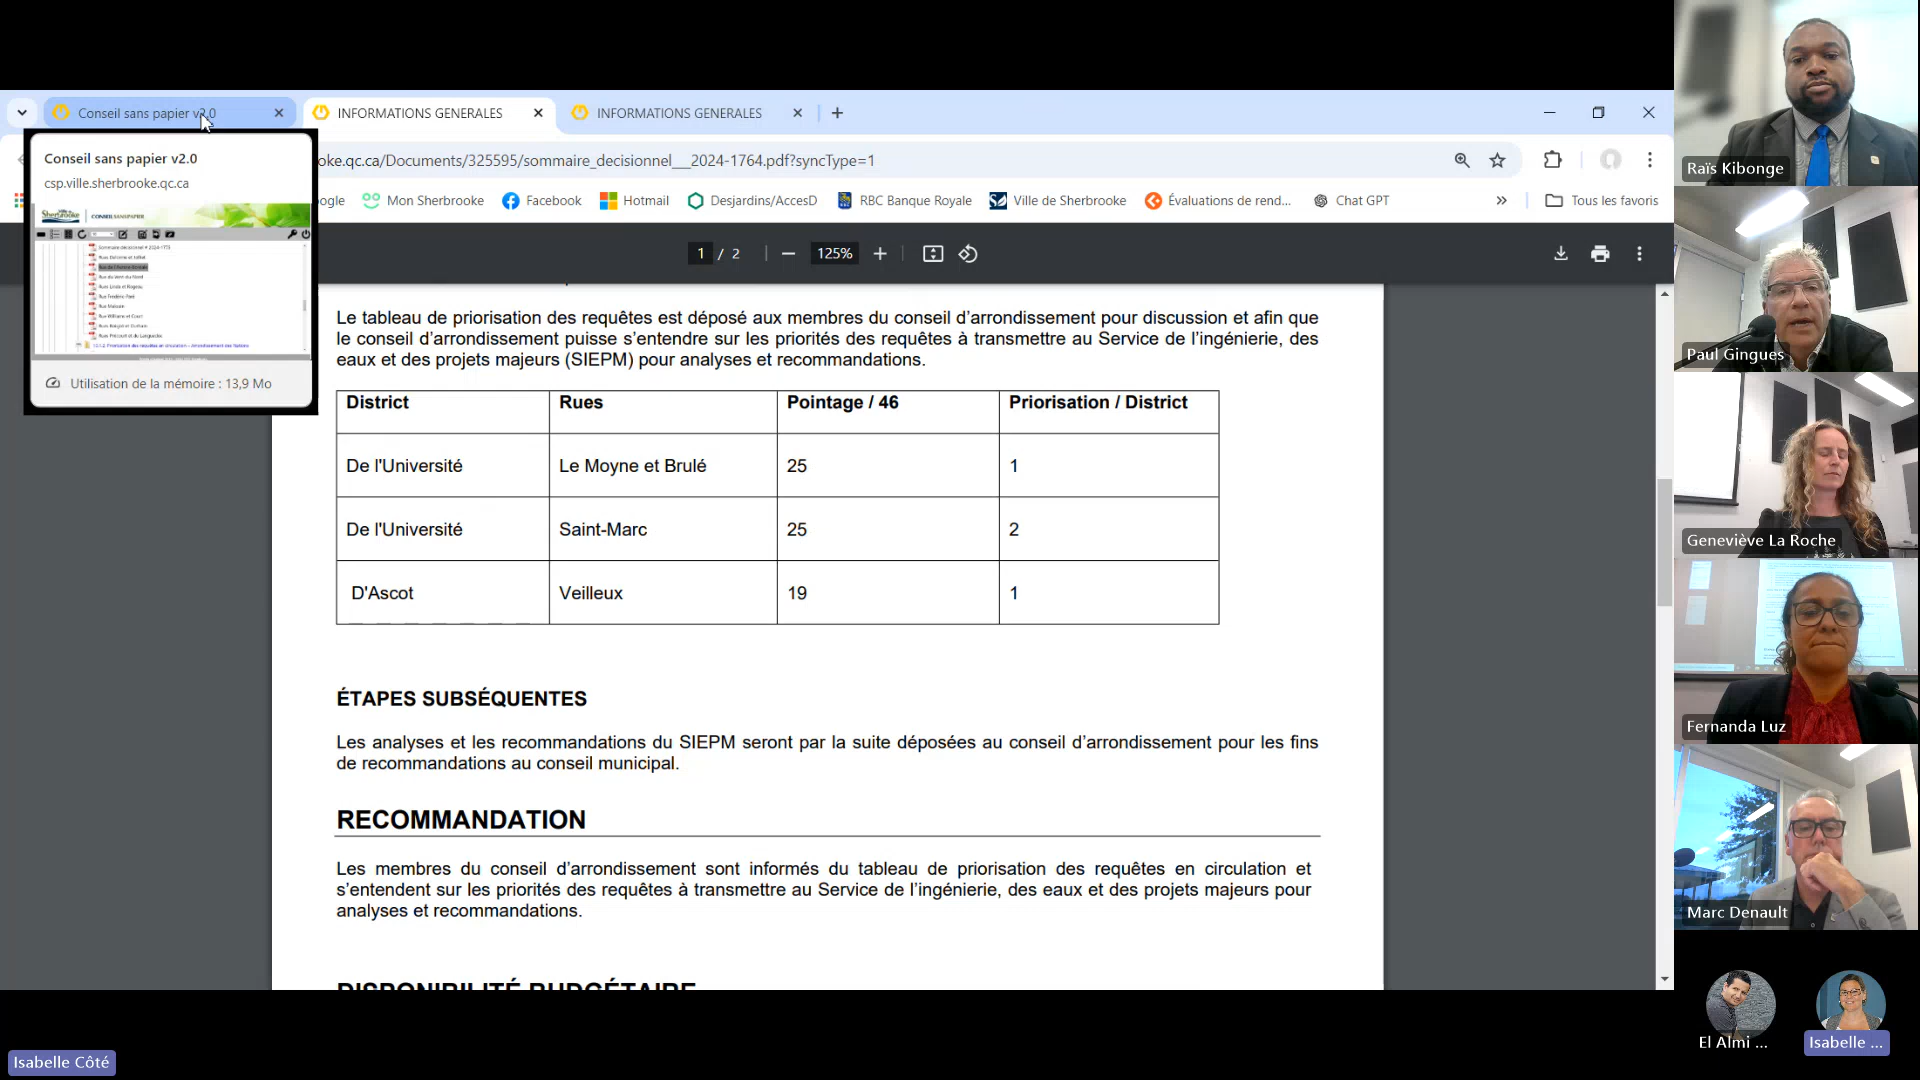 Conseil sans papier v2.0
INFORMATIONS GENERALES
INFORMATIONS GENERALES
Conseil sans papier v2.0
csp.ville.sherbrooke.qc.ca
Utilisation de la mémoire : 13,9 Mo
oke.qc.ca/Documents/325595/sommaire_decisionnel__2024-1764.pdf?syncType=1
ogle
Mon Sherbrooke
Facebook
Hotmail
Desjardins/AccesD
RBC Banque Royale
Ville de Sherbrooke
Évaluations de rend...
Chat GPT
»
Tous les favoris
1 / 2
125%
Le tableau de priorisation des requêtes est déposé aux membres du conseil d’arrondissement pour discussion et afin que
le conseil d’arrondissement puisse s’entendre sur les priorités des requêtes à transmettre au Service de l’ingénierie, des
eaux et des projets majeurs (SIEPM) pour analyses et recommandations.
District Rues Pointage / 46 Priorisation / District
De l'Université Le Moyne et Brulé 25 1
De l'Université Saint-Marc 25 2
D'Ascot Veilleux 19 1
ÉTAPES SUBSÉQUENTES
Les analyses et les recommandations du SIEPM seront par la suite déposées au conseil d’arrondissement pour les fins
de recommandations au conseil municipal.
RECOMMANDATION
Les membres du conseil d’arrondissement sont informés du tableau de priorisation des requêtes en circulation et
s’entendent sur les priorités des requêtes à transmettre au Service de l’ingénierie, des eaux et des projets majeurs pour
analyses et recommandations.
DISPONIBILITÉ BUDGÉTAIRE
Raïs Kibonge
Paul Gingues
Geneviève La Roche
Fernanda Luz
Marc Denault
El Almi ...
Isabelle ...
Isabelle Côté